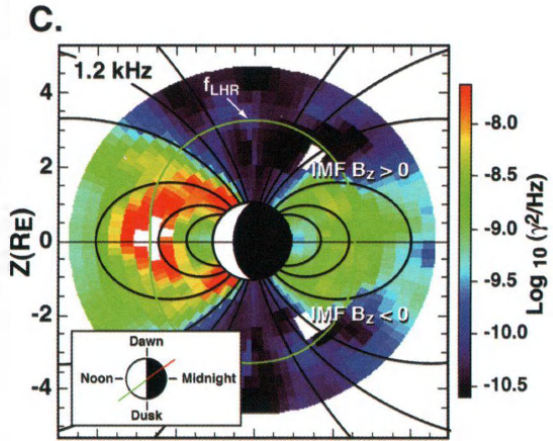 C.
1.2 kHz
fLHR
IMF Bz > 0
IMF Bz < 0
Z(RE)
4
2
0
-2
-4
Dawn
Noon
Midnight
Dusk
-8.0
-8.5
-9.0
-9.5
-10.0
-10.5
Log 10 (γ²/Hz)